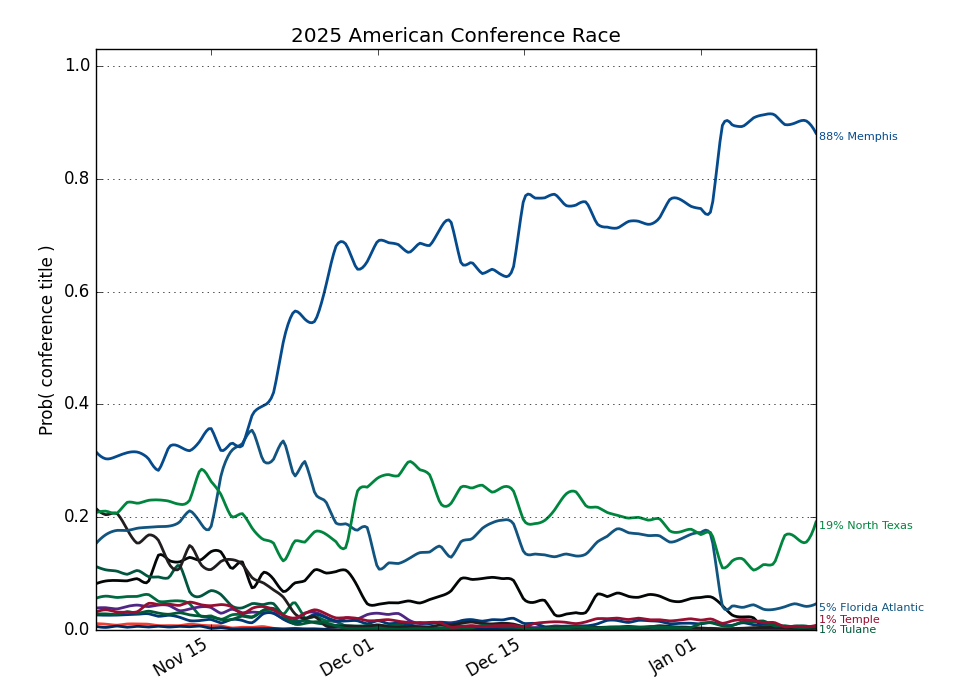 2025 American Conference Race
Prob( conference title )
1.0
0.8
0.6
0.4
0.2
0.0
Nov 15
Dec 01
Dec 15
Jan 01
88% Memphis
19% North Texas
5% Florida Atlantic
1% Temple
1% Tulane